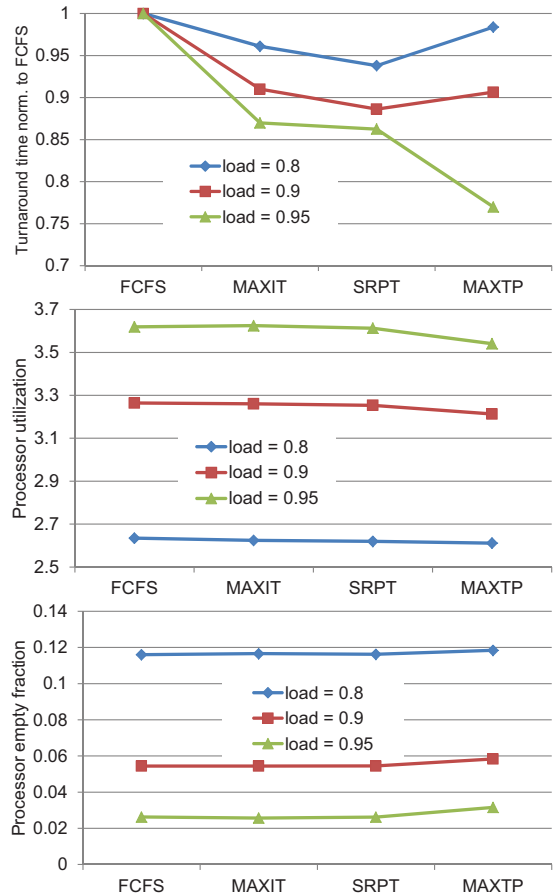 Turnaround time norm. to FCFS
1
0.95
0.9
0.85
0.8
0.75
0.7
load = 0.8
load = 0.9
load = 0.95
FCFS MAXIT SRPT MAXTP
Processor utilization
3.7
3.5
3.3
3.1
2.9
2.7
2.5
load = 0.8
load = 0.9
load = 0.95
FCFS MAXIT SRPT MAXTP
Processor empty fraction
0.14
0.12
0.1
0.08
0.06
0.04
0.02
0
load = 0.8
load = 0.9
load = 0.95
FCFS MAXIT SRPT MAXTP